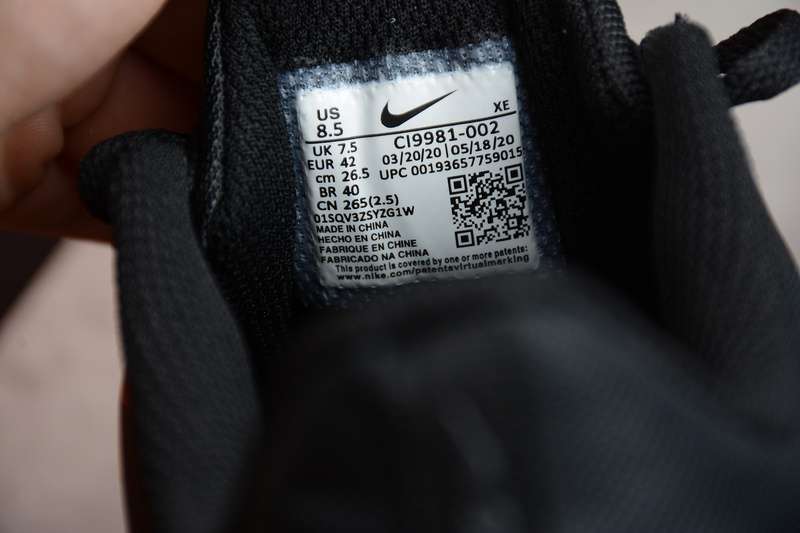 US
8.5
XE
CI9981-002
03/20/20 | 05/18/20
UPC 00193657759015
UK 7.5
EUR 42
cm 26.5
BR 40
CN 265(2.5)
01SQV3ZSYZG1W
MADE IN CHINA
HECHO EN CHINA
FABRIQUE EN CHINE
FABRICADO NA CHINA
This product is covered by one or more patents:
www.nike.com/patentsvirtualmarking